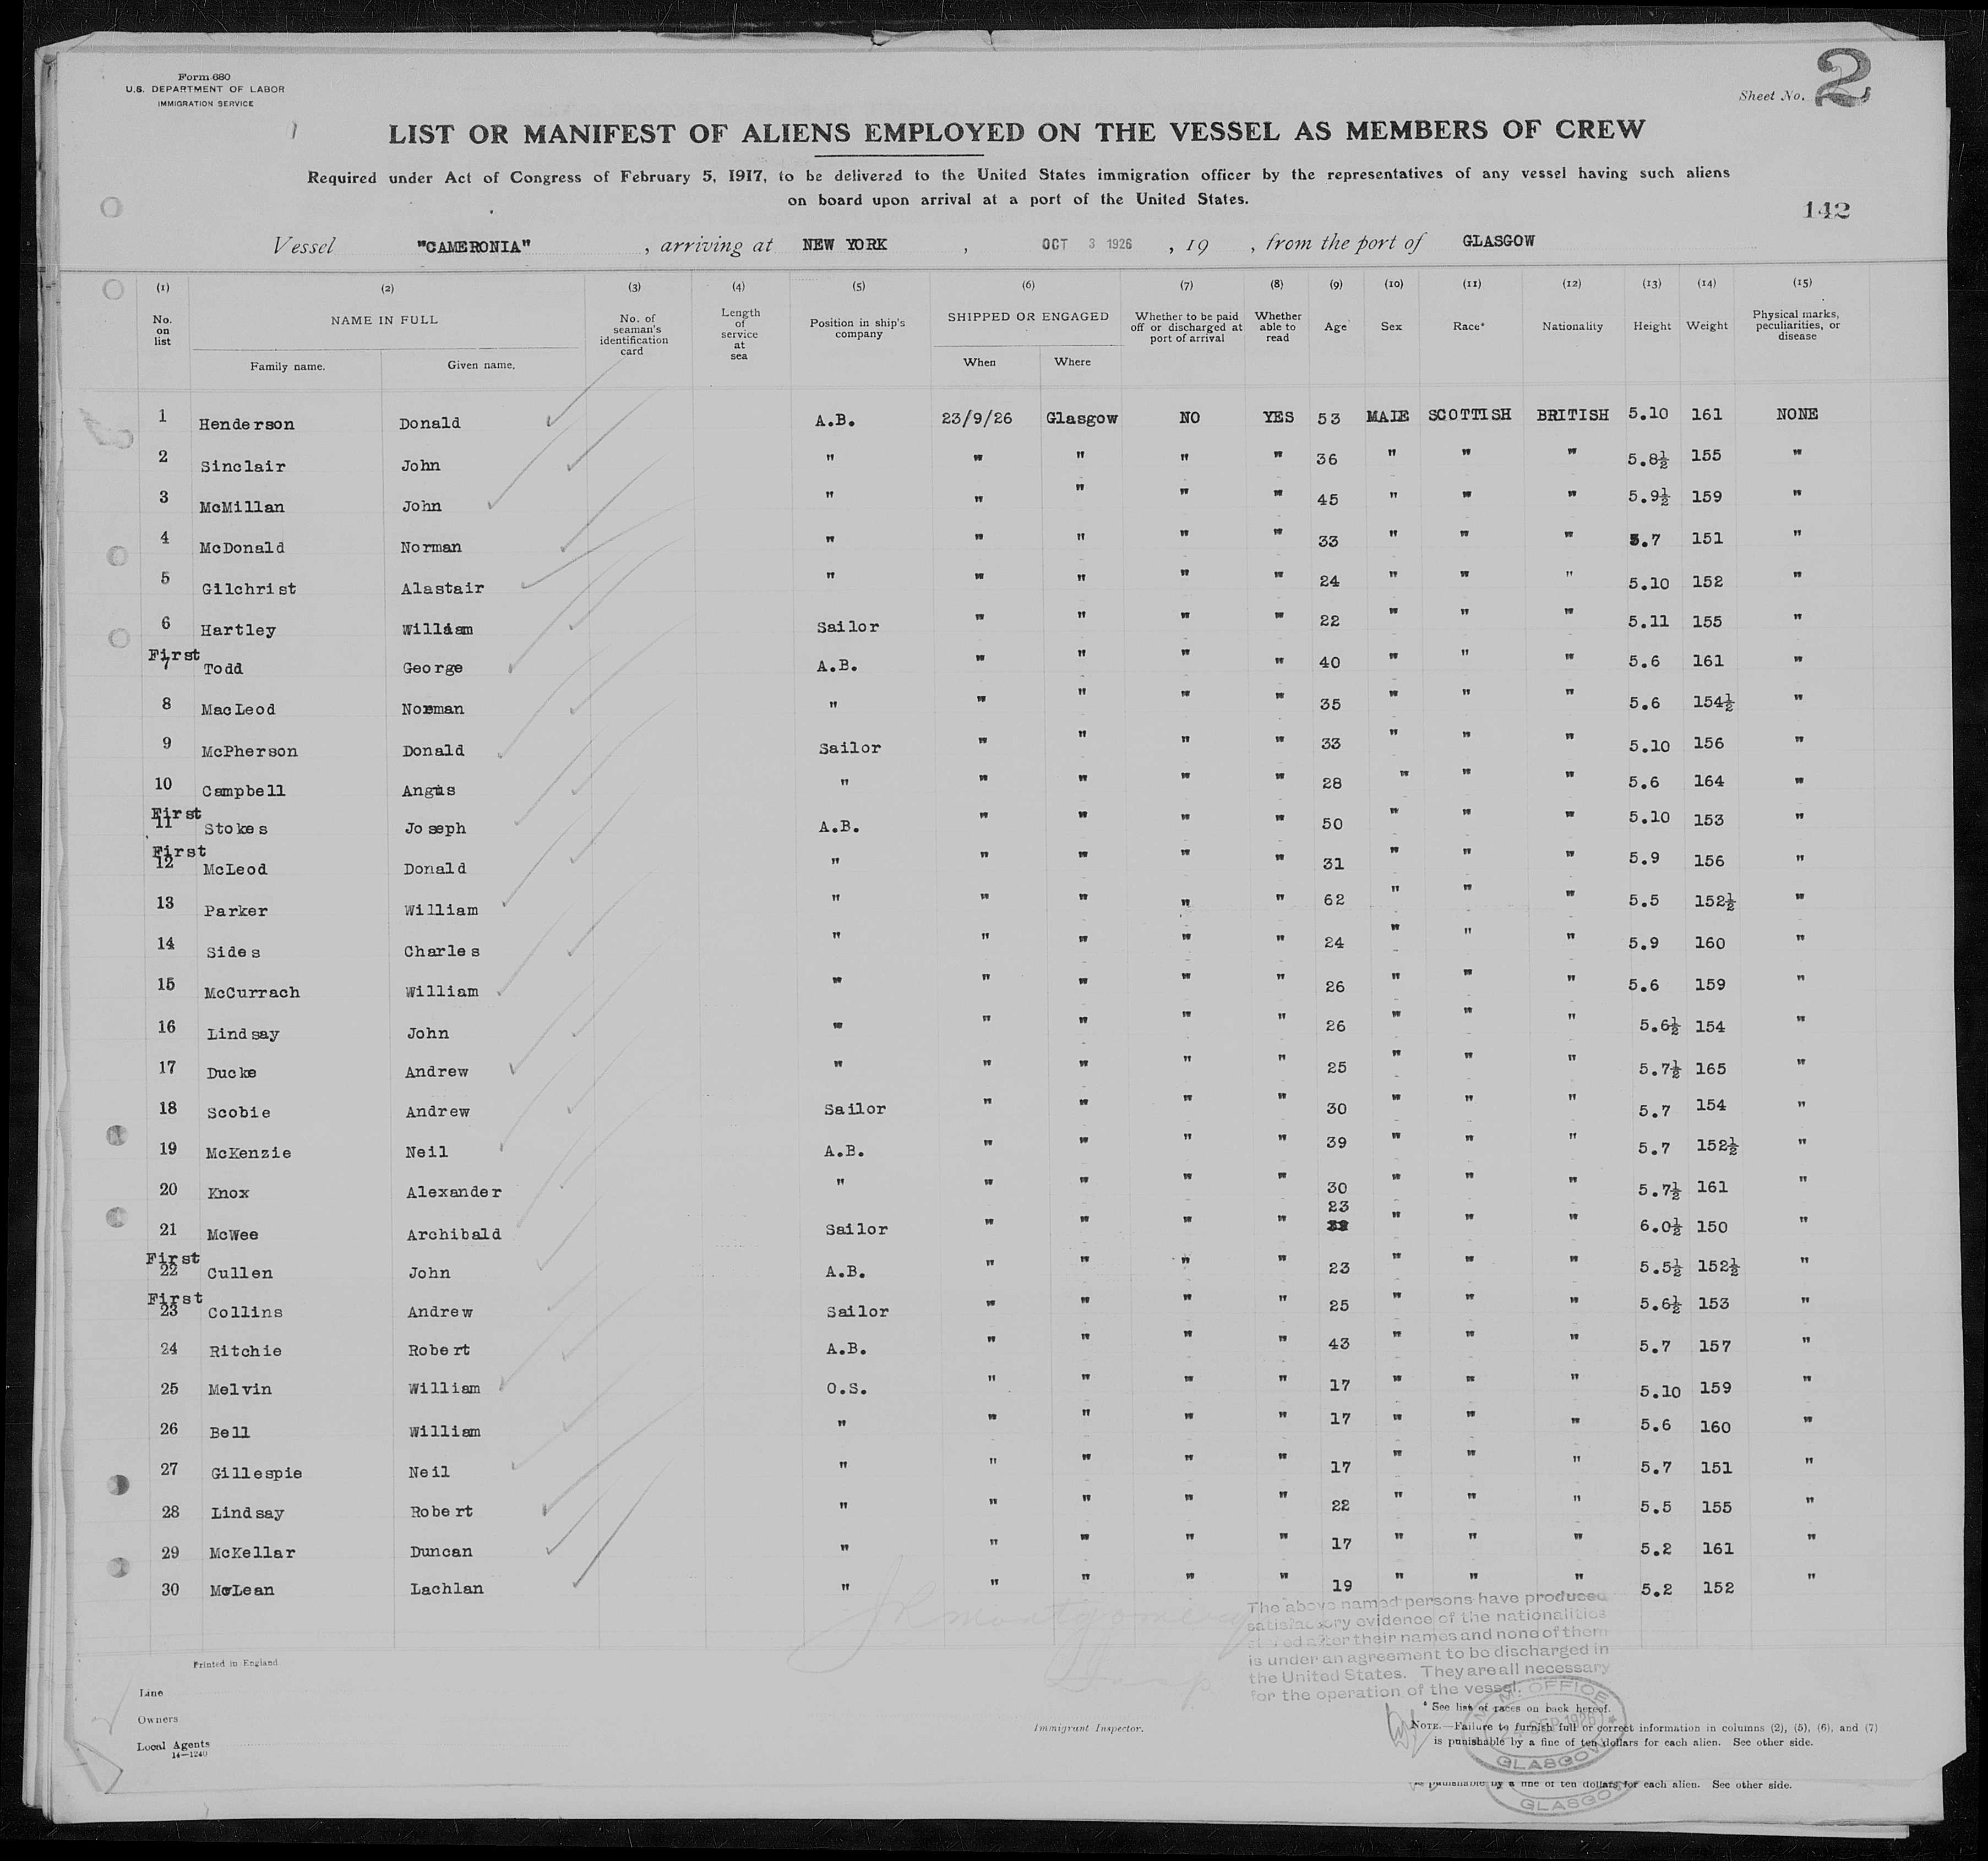 Form 680
U.S. DEPARTMENT OF LABOR
IMMIGRATION SERVICE
Sheet No. 2
LIST OR MANIFEST OF ALIENS EMPLOYED ON THE VESSEL AS MEMBERS OF CREW
Required under Act of Congress of February 5, 1917, to be delivered to the United States immigration officer by the representatives of any vessel having such aliens
on board upon arrival at a port of the United States.
142
Vessel "CAMERONIA" , arriving at NEW YORK , OCT 3 1926 , 19 , from the port of GLASGOW
(1) (2) (3) (4) (5) (6) (7) (8) (9) (10) (11) (12) (13) (14) (15)
No. on list NAME IN FULL Family name. Given name. No. of seaman's identification card Length of service at sea Position in ship's company SHIPPED OR ENGAGED When Where Whether to be paid off or discharged at port of arrival Whether able to read Age Sex Race* Nationality Height Weight Physical marks, peculiarities, or disease
1 Henderson Donald A.B. 23/9/26 Glasgow NO YES 53 MALE SCOTTISH BRITISH 5.10 161 NONE
2 Sinclair John " " " " " 36 " " " 5.8½ 155 "
3 McMillan John " " " " " 45 " " " 5.9½ 159 "
4 McDonald Norman " " " " " 33 " " " 5.7 151 "
5 Gilchrist Alastair " " " " " 24 " " " 5.10 152 "
6 Hartley William Sailor " " " " 22 " " " 5.11 155 "
First
7 Todd George A.B. " " " " 40 " " " 5.6 161 "
8 MacLeod Norman " " " " " 35 " " " 5.6 154½ "
9 McPherson Donald Sailor " " " " 33 " " " 5.10 156 "
10 Campbell Angus " " " " " 28 " " " 5.6 164 "
First
11 Stokes Joseph A.B. " " " " 50 " " " 5.10 153 "
First
12 McLeod Donald " " " " " 31 " " " 5.9 156 "
13 Parker William " " " " " 62 " " " 5.5 152½ "
14 Sides Charles " " " " " 24 " " " 5.9 160 "
15 McCurrach William " " " " " 26 " " " 5.6 159 "
16 Lindsay John " " " " " 26 " " " 5.6½ 154 "
17 Ducke Andrew " " " " " 25 " " " 5.7½ 165 "
18 Scobie Andrew Sailor " " " " 30 " " " 5.7 154 "
19 McKenzie Neil A.B. " " " " 39 " " " 5.7 152½ "
20 Knox Alexander " " " " " 30 " " " 5.7½ 161 "
21 McWee Archibald Sailor " " " " 23 " " " 6.0½ 150 "
First
22 Cullen John A.B. " " " " 23 " " " 5.5½ 152½ "
First
23 Collins Andrew Sailor " " " " 25 " " " 5.6½ 153 "
24 Ritchie Robert A.B. " " " " 43 " " " 5.7 157 "
25 Melvin William O.S. " " " " 17 " " " 5.10 159 "
26 Bell William " " " " " 17 " " " 5.6 160 "
27 Gillespie Neil " " " " " 17 " " " 5.7 151 "
28 Lindsay Robert " " " " " 22 " " " 5.5 155 "
29 McKellar Duncan " " " " " 17 " " " 5.2 161 "
30 McLean Lachlan " " " " " 19 " " " 5.2 152 "
The above named persons have produced
satisfactory evidence of the nationalities
stated after their names and none of them
is under an agreement to be discharged in
the United States. They are all necessary
for the operation of the vessel.
JR Montgomery
Printed in England
Line
Owners
Local Agents
14—1240
Immigrant Inspector.
* See list of races on back hereof.
NOTE.—Failure to furnish full or correct information in columns (2), (5), (6), and (7)
is punishable by a fine of ten dollars for each alien. See other side.
OFFICE
SEP 1926
GLASGOW
is punishable by a fine of ten dollars for each alien. See other side.
GLASGOW